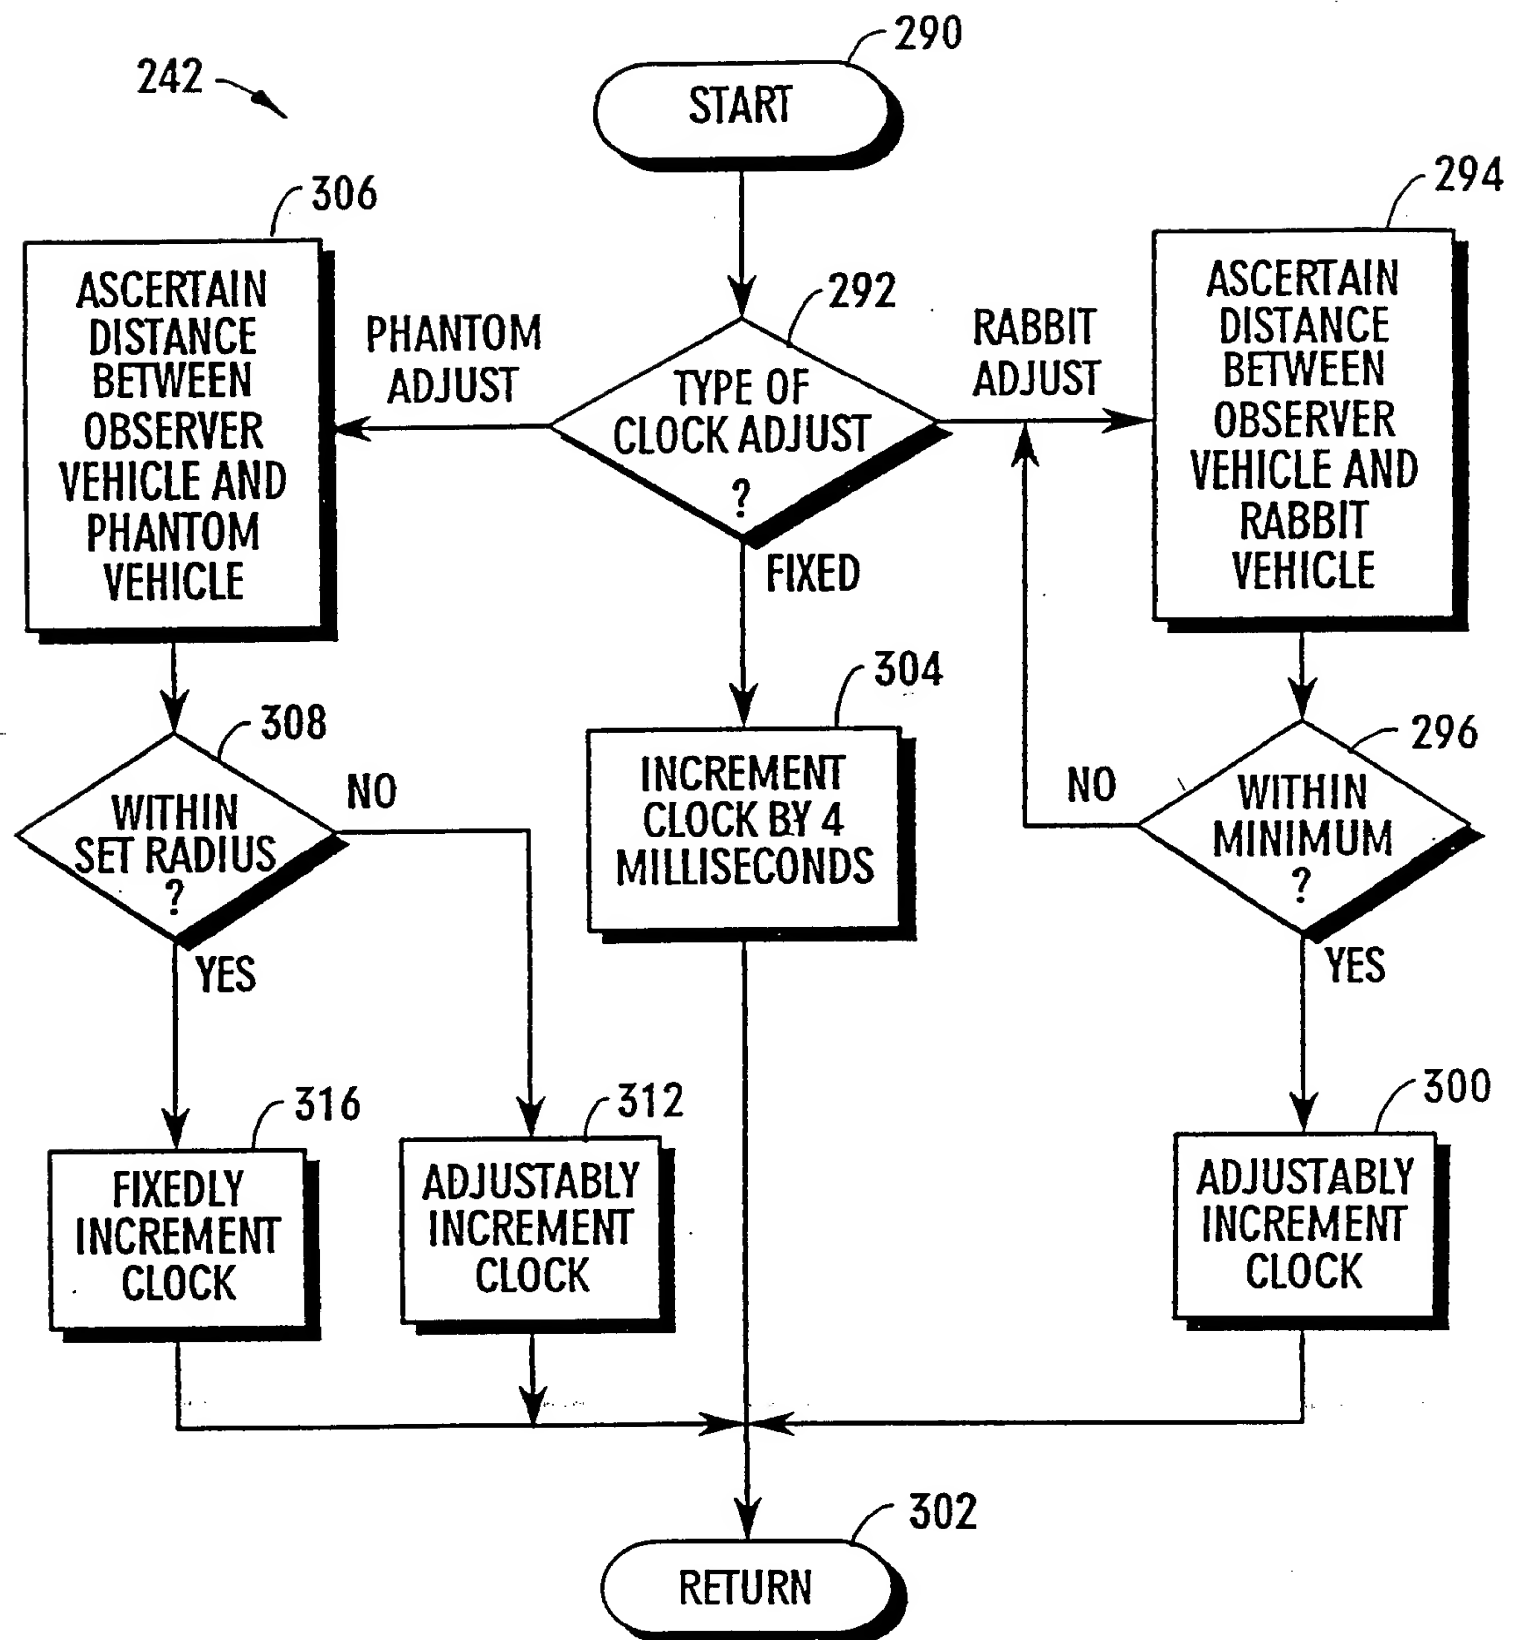 290
242
START
306
294
ASCERTAIN
DISTANCE
BETWEEN
OBSERVER
VEHICLE AND
PHANTOM
VEHICLE
PHANTOM
ADJUST
292
TYPE OF
CLOCK ADJUST
?
RABBIT
ADJUST
ASCERTAIN
DISTANCE
BETWEEN
OBSERVER
VEHICLE AND
RABBIT
VEHICLE
FIXED
308
WITHIN
SET RADIUS
?
NO
YES
304
INCREMENT
CLOCK BY 4
MILLISECONDS
296
NO
WITHIN
MINIMUM
?
YES
316
FIXEDLY
INCREMENT
CLOCK
312
ADJUSTABLY
INCREMENT
CLOCK
300
ADJUSTABLY
INCREMENT
CLOCK
302
RETURN